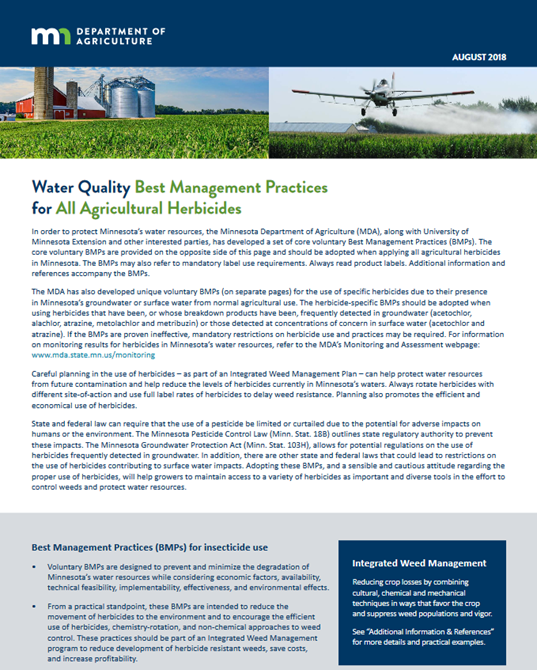 mn DEPARTMENT OF
AGRICULTURE
AUGUST 2018
Water Quality Best Management Practices
for All Agricultural Herbicides
In order to protect Minnesota's water resources, the Minnesota Department of Agriculture (MDA), along with University of
Minnesota Extension and other interested parties, has developed a set of core voluntary Best Management Practices (BMPs). The
core voluntary BMPs are provided on the opposite side of this page and should be adopted when applying all agricultural herbicides
in Minnesota. The BMPs may also refer to mandatory label use requirements. Always read product labels. Additional information and
references accompany the BMPs.
The MDA has also developed unique voluntary BMPs (on separate pages) for the use of specific herbicides due to their presence
in Minnesota's groundwater or surface water from normal agricultural use. The herbicide-specific BMPs should be adopted when
using herbicides that have been, or whose breakdown products have been, frequently detected in groundwater (acetochlor,
alachlor, atrazine, metolachlor and metribuzin) or those detected at concentrations of concern in surface water (acetochlor and
atrazine). If the BMPs are proven ineffective, mandatory restrictions on herbicide use and practices may be required. For information
on monitoring results for herbicides in Minnesota's water resources, refer to the MDA's Monitoring and Assessment webpage:
www.mda.state.mn.us/monitoring
Careful planning in the use of herbicides – as part of an Integrated Weed Management Plan – can help protect water resources
from future contamination and help reduce the levels of herbicides currently in Minnesota's waters. Always rotate herbicides with
different site-of-action and use full label rates of herbicides to delay weed resistance. Planning also promotes the efficient and
economical use of herbicides.
State and federal law can require that the use of a pesticide be limited or curtailed due to the potential for adverse impacts on
humans or the environment. The Minnesota Pesticide Control Law (Minn. Stat. 18B) outlines state regulatory authority to prevent
these impacts. The Minnesota Groundwater Protection Act (Minn. Stat. 103H), allows for potential regulations on the use of
herbicides frequently detected in groundwater. In addition, there are other state and federal laws that could lead to restrictions on
the use of herbicides contributing to surface water impacts. Adopting these BMPs, and a sensible and cautious attitude regarding the
proper use of herbicides, will help growers to maintain access to a variety of herbicides as important and diverse tools in the effort to
control weeds and protect water resources.
Best Management Practices (BMPs) for insecticide use
• Voluntary BMPs are designed to prevent and minimize the degradation of
Minnesota's water resources while considering economic factors, availability,
technical feasibility, implementability, effectiveness, and environmental effects.
• From a practical standpoint, these BMPs are intended to reduce the
movement of herbicides to the environment and to encourage the efficient
use of herbicides, chemistry-rotation, and non-chemical approaches to
weed control. These practices should be part of an Integrated Weed Management
program to reduce development of herbicide resistant weeds, save costs,
and increase profitability.
Integrated Weed Management
Reducing crop losses by combining
cultural, chemical and mechanical
techniques in ways that favor the crop
and suppress weed populations and vigor.
See "Additional Information & References"
for more details and practical examples.